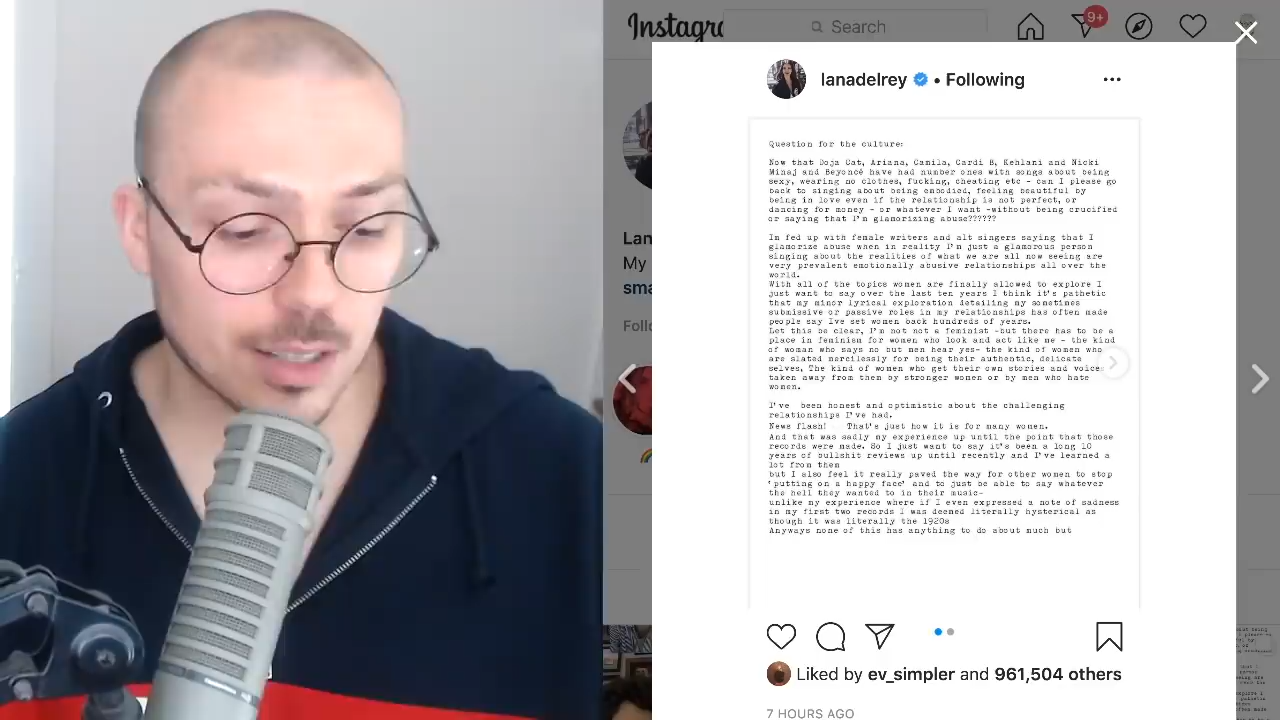 Instagr
Search
9+
lanadelrey • Following
Question for the culture:
Now that Doja Cat, Ariana, Camila, Cardi B, Kehlani and Nicki
Minaj and Beyoncé have had number ones with songs about being
sexy, wearing no clothes, fucking, cheating etc - can I please go
back to singing about being embodied, feeling beautiful by
being in love even if the relationship is not perfect, or
dancing for money - or whatever I want -without being crucified
or saying that I'm glamorizing abuse??????
Im fed up with female writers and alt singers saying that I
glamorize abuse when in reality I'm just a glamorous person
singing about the realities of what we are all now seeing are
very prevalent emotionally abusive relationships all over the
world.
With all of the topics women are finally allowed to explore I
just want to say over the last ten years I think it's pathetic
that my minor lyrical exploration detailing my sometimes
submissive or passive roles in my relationships has often made
people say I've set women back hundreds of years.
Let this be clear, I'm not not a feminist -but there has to be a
place in feminism for women who look and act like me - the kind
of woman who says no but men hear yes- the kind of women who
are slated mercilessly for being their authentic, delicate
selves, The kind of women who get their own stories and voice
taken away from them by stronger women or by men who hate
women.
I've been honest and optimistic about the challenging
relationships I've had.
News flash! That's just how it is for many women.
And that was sadly my experience up until the point that those
records were made. So I just want to say it's been a long 10
years of bullshit reviews up until recently and I've learned a
lot from them
but I also feel it really paved the way for other women to stop
'putting on a happy face' and to just be able to say whatever
the hell they wanted to in their music-
unlike my experience where if I even expressed a note of sadness
in my first two records I was deemed literally hysterical as
though it was literally the 1920s
Anyways none of this has anything to do about much but
Liked by ev_simpler and 961,504 others
7 HOURS AGO
Lan
My
sma
Follo